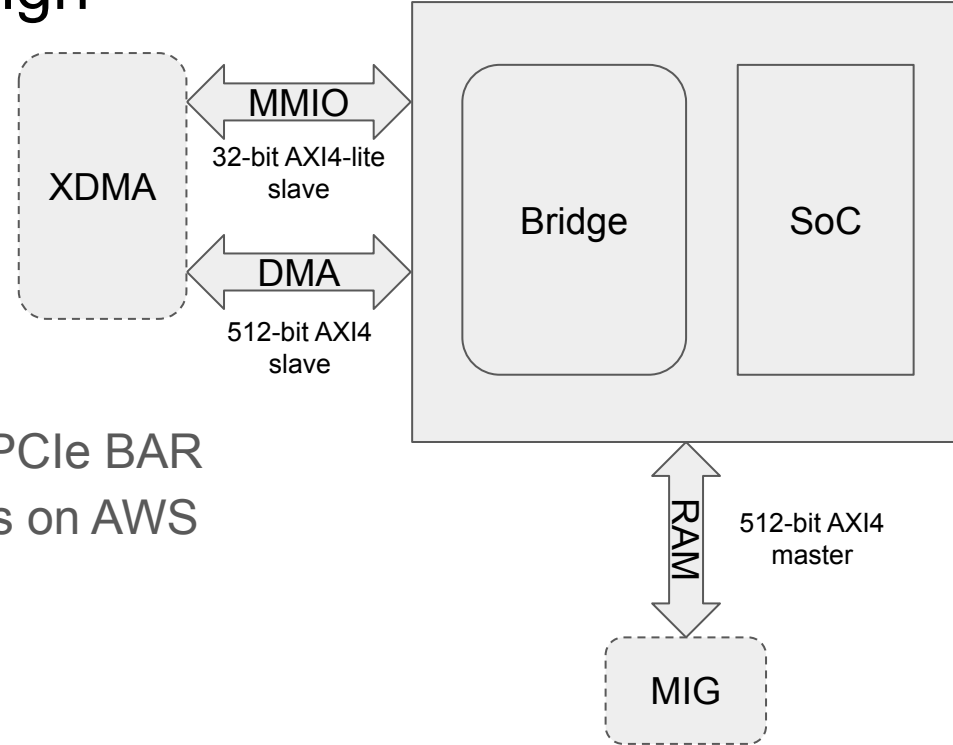 XDMA
MMIO
32-bit AXI4-lite
slave
DMA
512-bit AXI4
slave
Bridge
SoC
PCIe BAR
on AWS
RAM
512-bit AXI4
master
MIG